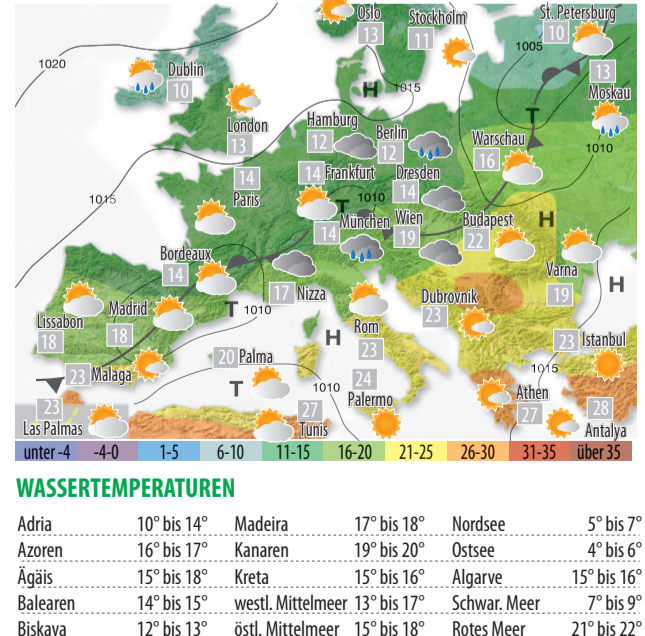 Oslo
13
Stockholm
11
St. Petersburg
10
1005
1020
Dublin
10
H
1015
13
Moskau
London
13
Hamburg
12
Berlin
12
T
Warschau
16
1010
14
Paris
14 Frankfurt
Dresden
14
1015
T
1010
14
München
Wien
19
Budapest
22
H
Bordeaux
14
17 Nizza
Varna
19
H
Lissabon
18
Madrid
18
T
1010
H
Rom
23
Dubrovnik
23
23 Istanbul
20 Palma
1015
23 Malaga
T
1010
24
Palermo
Athen
27
23
Las Palmas
27
Tunis
28
Antalya
unter -4 -4-0 1-5 6-10 11-15 16-20 21-25 26-30 31-35 über 35
WASSERTEMPERATUREN
Adria 10° bis 14° Madeira 17° bis 18° Nordsee 5° bis 7°
Azoren 16° bis 17° Kanaren 19° bis 20° Ostsee 4° bis 6°
Ägäis 15° bis 18° Kreta 15° bis 16° Algarve 15° bis 16°
Balearen 14° bis 15° westl. Mittelmeer 13° bis 17° Schwar. Meer 7° bis 9°
Biskaya 12° bis 13° östl. Mittelmeer 15° bis 18° Rotes Meer 21° bis 22°